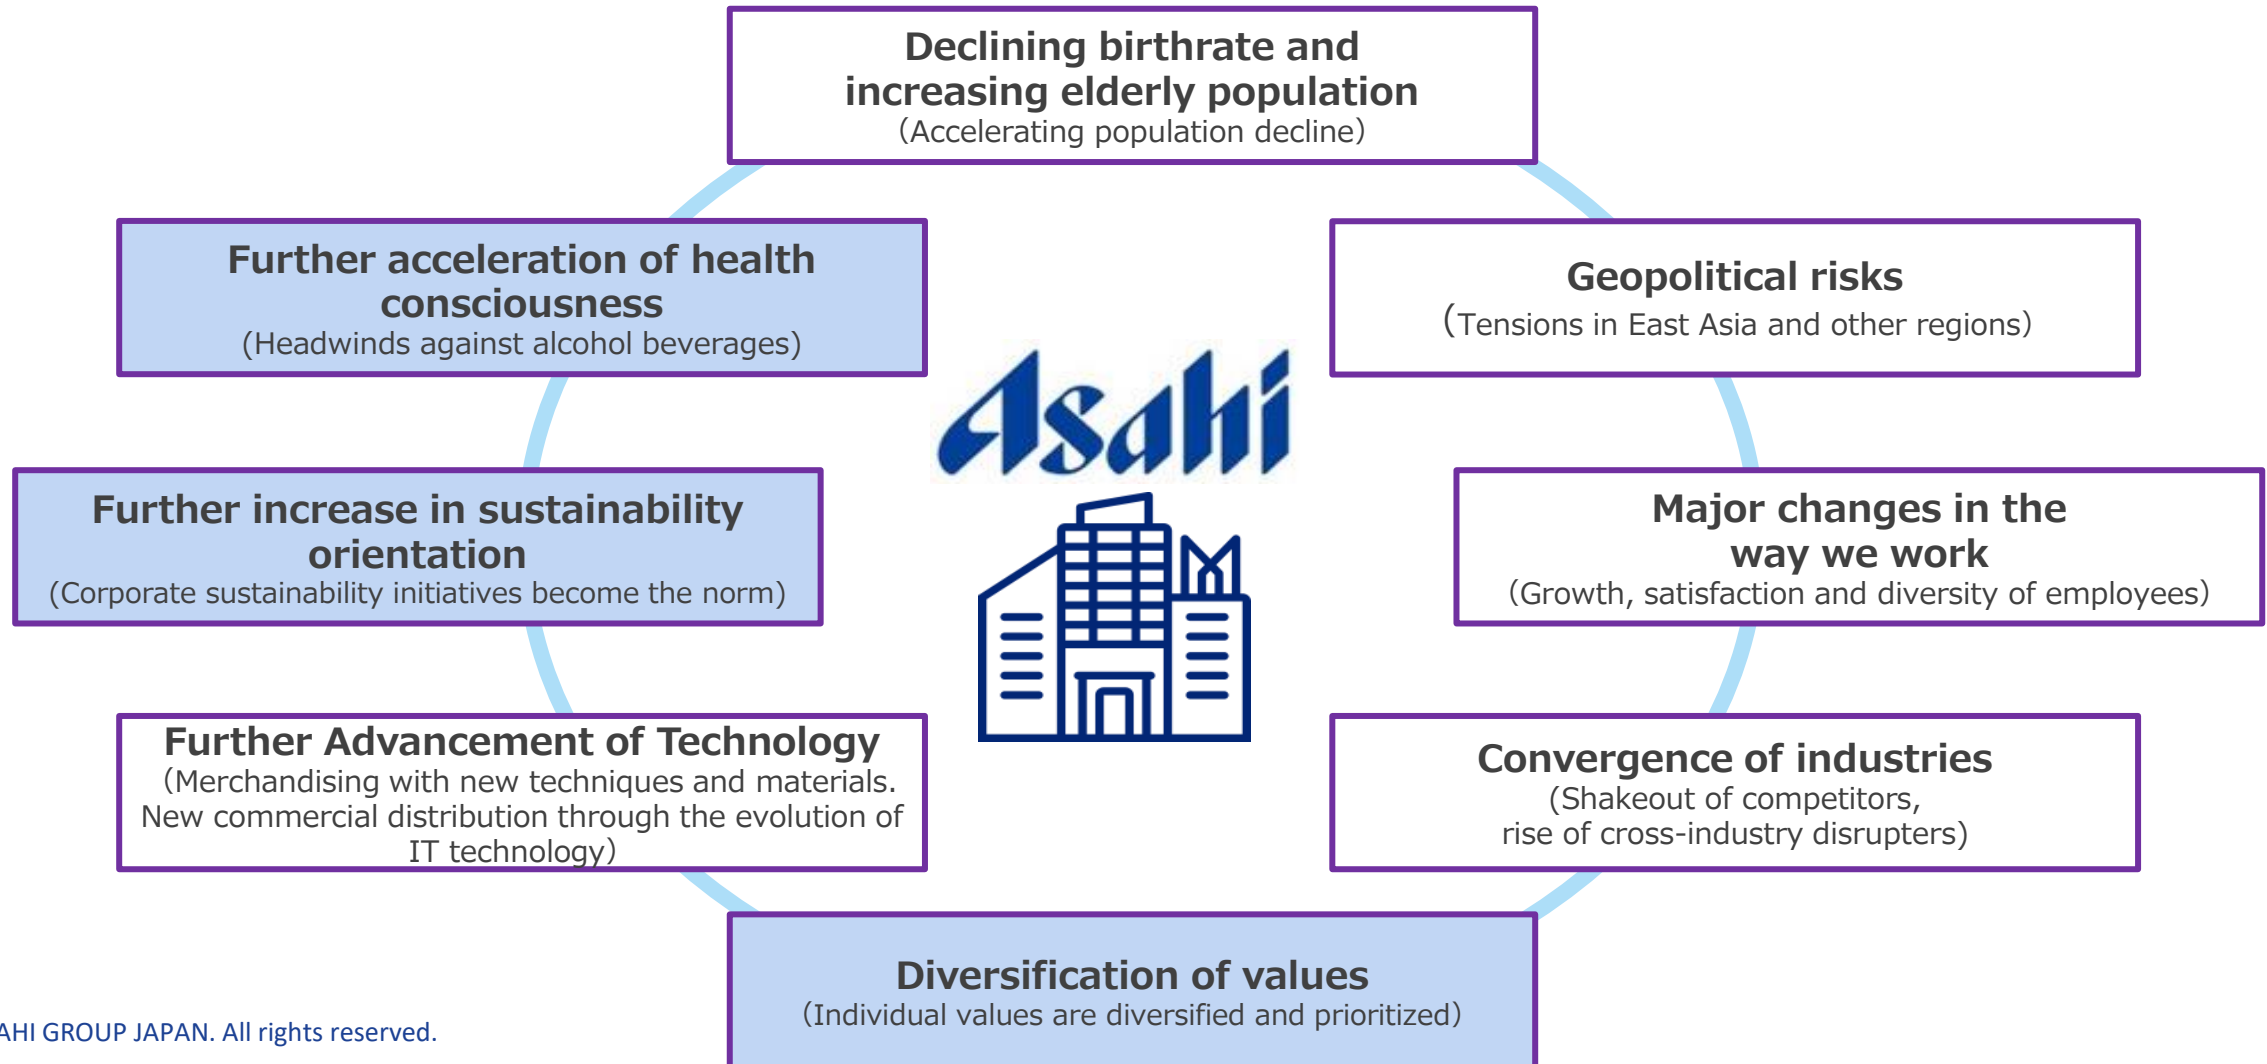 Declining birthrate and
increasing elderly population
（Accelerating population decline）
Further acceleration of health
consciousness
(Headwinds against alcohol beverages)
Geopolitical risks
（Tensions in East Asia and other regions）
Asahi
Further increase in sustainability
orientation
(Corporate sustainability initiatives become the norm)
Major changes in the
way we work
（Growth, satisfaction and diversity of employees）
Further Advancement of Technology
（Merchandising with new techniques and materials.
New commercial distribution through the evolution of
IT technology）
Convergence of industries
(Shakeout of competitors,
rise of cross-industry disrupters)
Diversification of values
（Individual values are diversified and prioritized）
AHI GROUP JAPAN. All rights reserved.